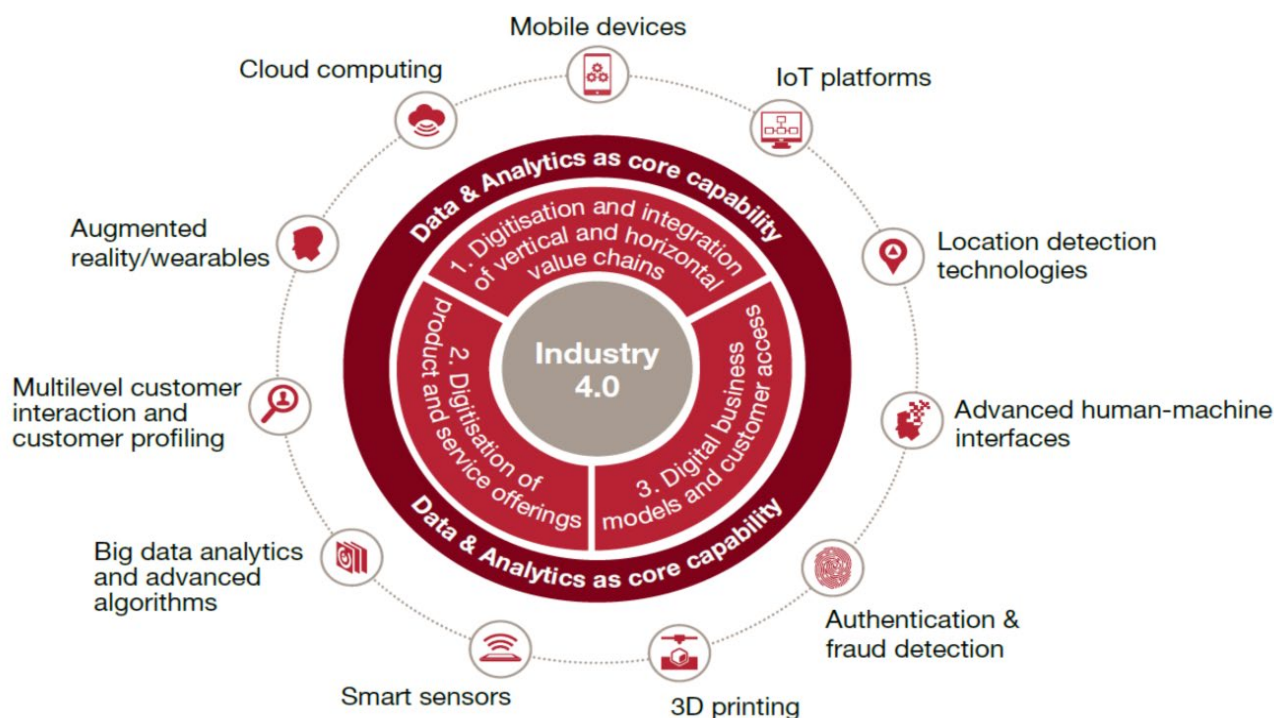 Mobile devices
Cloud computing
IoT platforms
Augmented
reality/wearables
Location detection
technologies
Multilevel customer
interaction and
customer profiling
Advanced human-machine
interfaces
Big data analytics
and advanced
algorithms
Authentication &
fraud detection
Smart sensors
3D printing
Data & Analytics as core capability
1. Digitisation and integration
of vertical and horizontal
value chains
2. Digitisation of
product and service offerings
3. Digital business
models and customer access
Industry
4.0
Data & Analytics as core capability